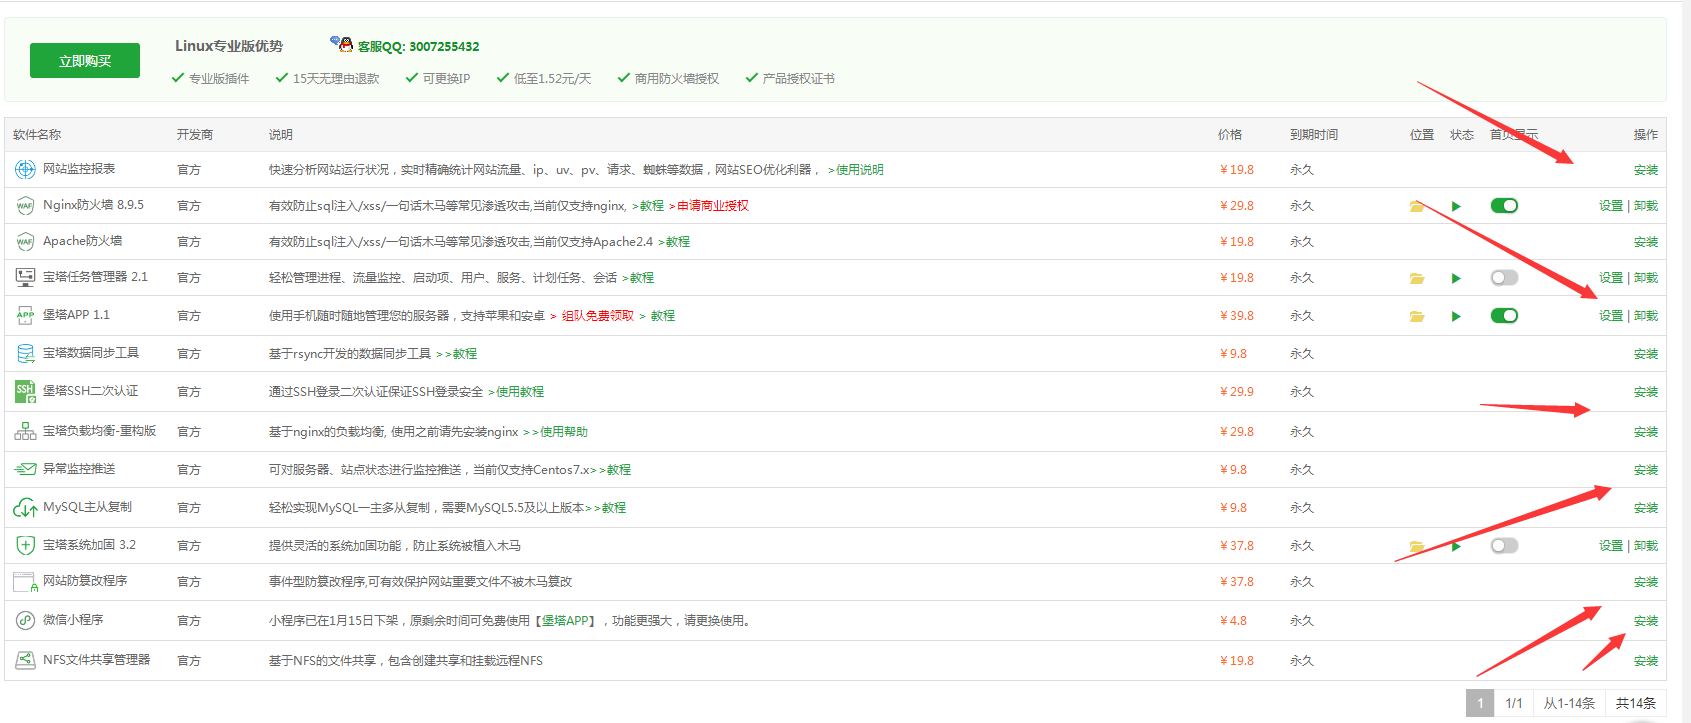 立即购买
Linux专业版优势 客服QQ: 3007255432
专业版插件 15天无理由退款 可更换IP 低至1.52元/天 商用防火墙授权 产品授权证书
软件名称 开发商 说明 价格 到期时间 位置 状态 首页显示 操作
网站监控报表 官方 快速分析网站运行状况，实时精确统计网站流量、ip、uv、pv、请求、蜘蛛等数据，网站SEO优化利器， >使用说明 ¥19.8 永久 安装
WAF Nginx防火墙 8.9.5 官方 有效防止sql注入/xss/一句话木马等常见渗透攻击,当前仅支持nginx, >教程 >申请商业授权 ¥29.8 永久 设置 | 卸载
WAF Apache防火墙 官方 有效防止sql注入/xss/一句话木马等常见渗透攻击,当前仅支持Apache2.4 >教程 ¥19.8 永久 安装
宝塔任务管理器 2.1 官方 轻松管理进程、流量监控、启动项、用户、服务、计划任务、会话 >教程 ¥19.8 永久 设置 | 卸载
APP 堡塔APP 1.1 官方 使用手机随时随地管理您的服务器，支持苹果和安卓 > 组队免费领取 > 教程 ¥39.8 永久 设置 | 卸载
宝塔数据同步工具 官方 基于rsync开发的数据同步工具 >>教程 ¥9.8 永久 安装
SSH 堡塔SSH二次认证 官方 通过SSH登录二次认证保证SSH登录安全 >使用教程 ¥29.9 永久 安装
宝塔负载均衡-重构版 官方 基于nginx的负载均衡, 使用之前请先安装nginx >>使用帮助 ¥29.8 永久 安装
异常监控推送 官方 可对服务器、站点状态进行监控推送，当前仅支持Centos7.x>>教程 ¥9.8 永久 安装
MySQL主从复制 官方 轻松实现MySQL一主多从复制，需要MySQL5.5及以上版本>>教程 ¥9.8 永久 安装
宝塔系统加固 3.2 官方 提供灵活的系统加固功能，防止系统被植入木马 ¥37.8 永久 设置 | 卸载
网站防篡改程序 官方 事件型防篡改程序,可有效保护网站重要文件不被木马篡改 ¥37.8 永久 安装
微信小程序 官方 小程序已在1月15日下架，原剩余时间可免费使用【堡塔APP】，功能更强大，请更换使用。 ¥4.8 永久 安装
NFS文件共享管理器 官方 基于NFS的文件共享，包含创建共享和挂载远程NFS ¥19.8 永久 安装
1 1/1 从1-14条 共14条